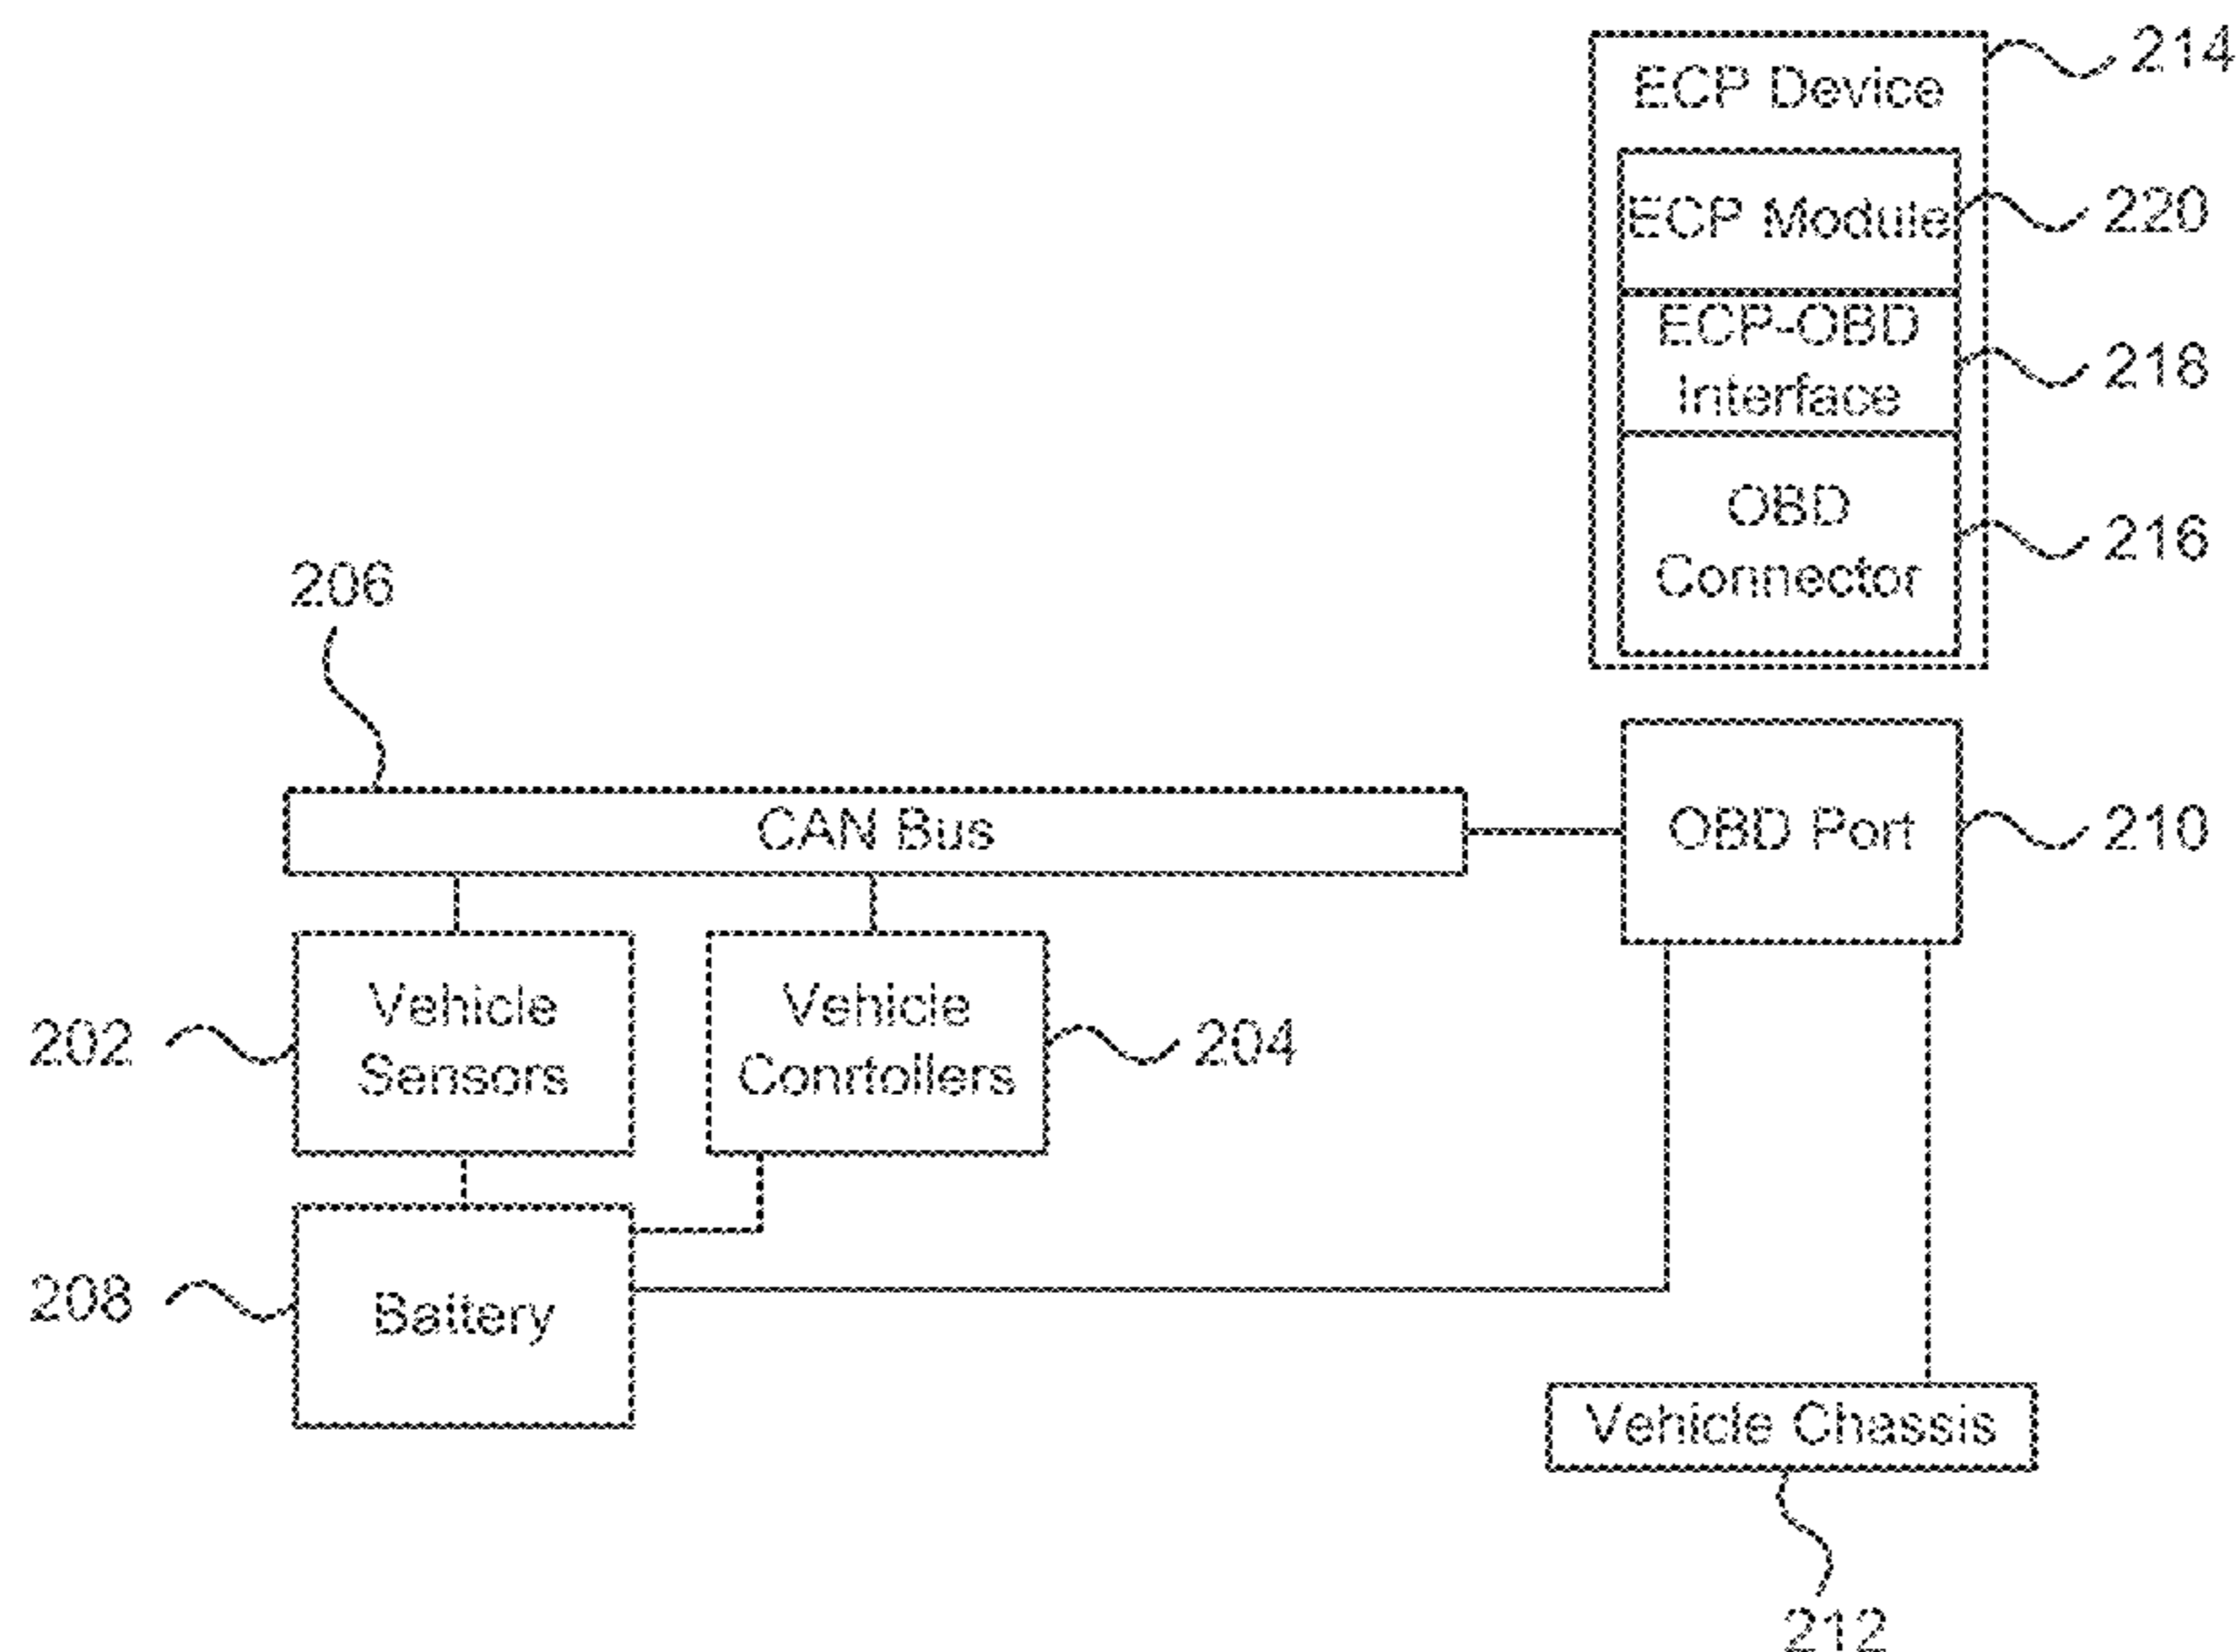 214
ECP Device
ECP Module
220
ECP-OBD
Interface
218
OBD
Connector
216
206
CAN Bus
OBD Port
210
Vehicle
Sensors
202
Vehicle
Conrtollers
204
Battery
208
Vehicle Chassis
212